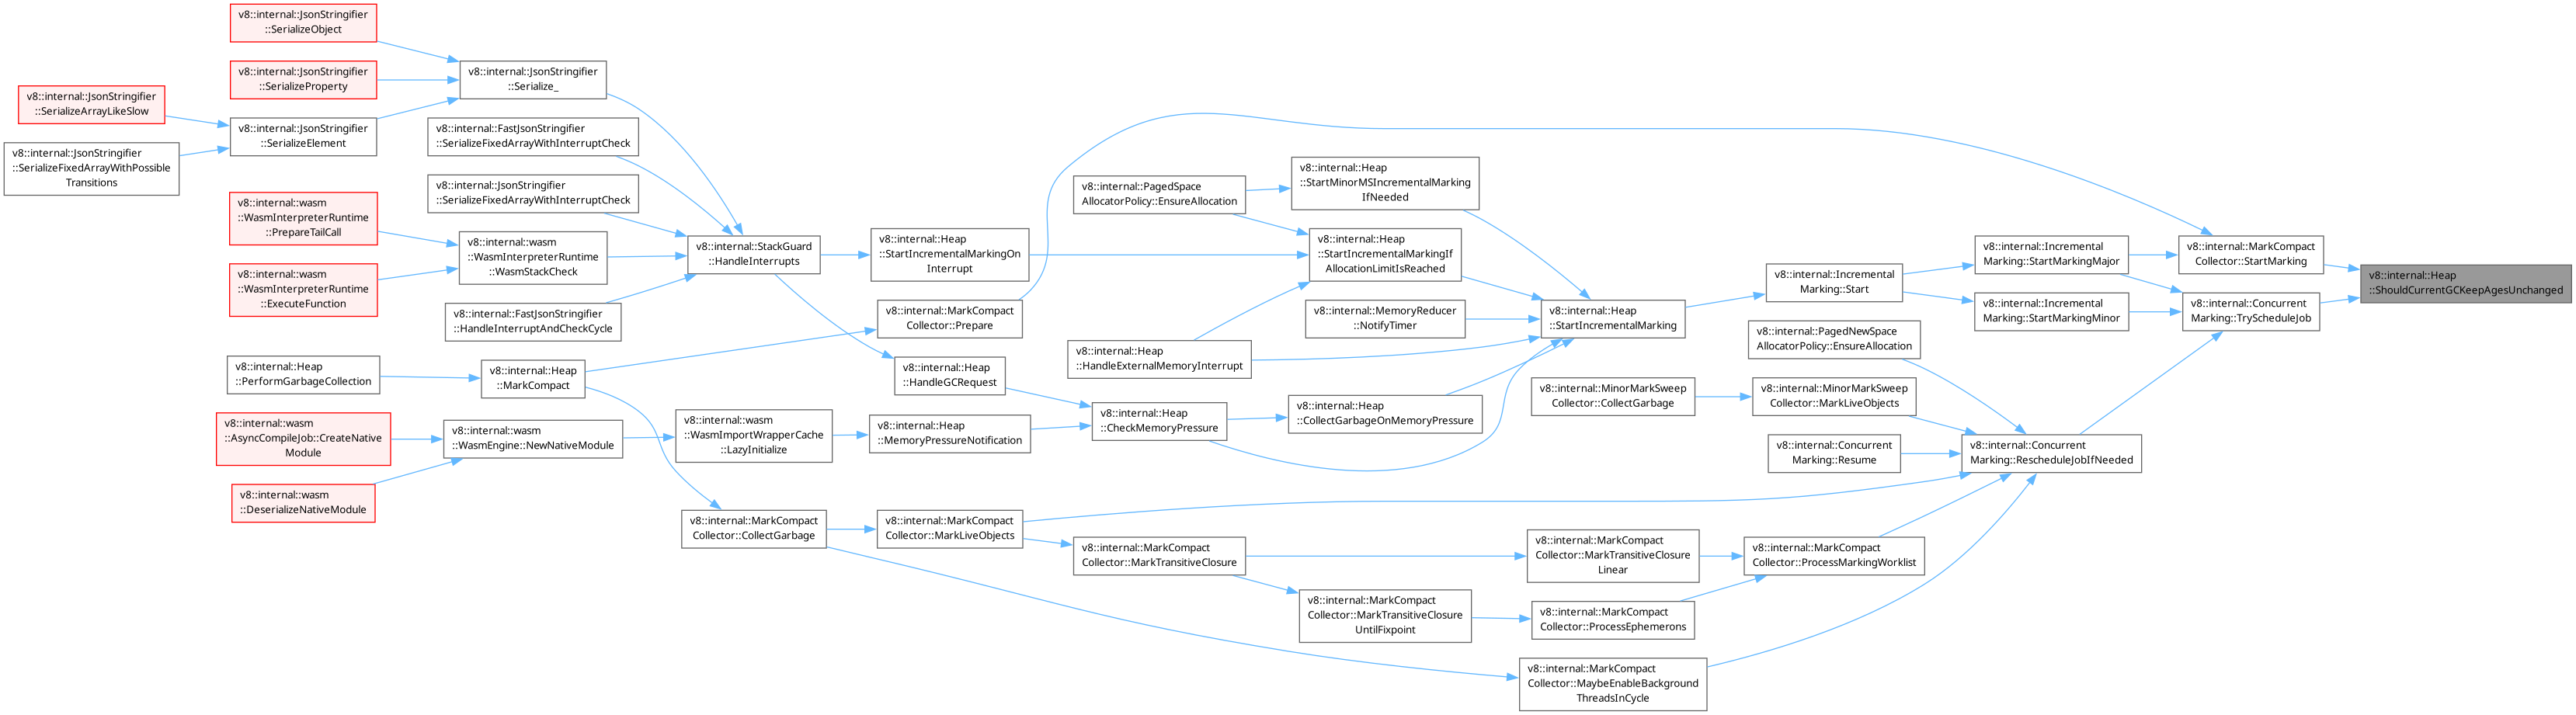 v8::internal::JsonStringifier
::SerializeObject
v8::internal::JsonStringifier
::SerializeProperty
v8::internal::JsonStringifier
::SerializeArrayLikeSlow
v8::internal::JsonStringifier
::SerializeFixedArrayWithPossible
Transitions
v8::internal::JsonStringifier
::SerializeElement
v8::internal::JsonStringifier
::Serialize_
v8::internal::FastJsonStringifier
::SerializeFixedArrayWithInterruptCheck
v8::internal::JsonStringifier
::SerializeFixedArrayWithInterruptCheck
v8::internal::wasm
::WasmInterpreterRuntime
::PrepareTailCall
v8::internal::wasm
::WasmInterpreterRuntime
::ExecuteFunction
v8::internal::wasm
::WasmInterpreterRuntime
::WasmStackCheck
v8::internal::FastJsonStringifier
::HandleInterruptAndCheckCycle
v8::internal::StackGuard
::HandleInterrupts
v8::internal::Heap
::PerformGarbageCollection
v8::internal::Heap
::MarkCompact
v8::internal::wasm
::AsyncCompileJob::CreateNative
Module
v8::internal::wasm
::DeserializeNativeModule
v8::internal::wasm
::WasmEngine::NewNativeModule
v8::internal::wasm
::WasmImportWrapperCache
::LazyInitialize
v8::internal::MarkCompact
Collector::CollectGarbage
v8::internal::Heap
::StartIncrementalMarkingOn
Interrupt
v8::internal::MarkCompact
Collector::Prepare
v8::internal::Heap
::HandleGCRequest
v8::internal::Heap
::MemoryPressureNotification
v8::internal::MarkCompact
Collector::MarkLiveObjects
v8::internal::PagedSpace
AllocatorPolicy::EnsureAllocation
v8::internal::Heap
::HandleExternalMemoryInterrupt
v8::internal::Heap
::CheckMemoryPressure
v8::internal::MarkCompact
Collector::MarkTransitiveClosure
v8::internal::Heap
::StartMinorMSIncrementalMarking
IfNeeded
v8::internal::Heap
::StartIncrementalMarkingIf
AllocationLimitIsReached
v8::internal::MemoryReducer
::NotifyTimer
v8::internal::Heap
::CollectGarbageOnMemoryPressure
v8::internal::MarkCompact
Collector::MarkTransitiveClosure
UntilFixpoint
v8::internal::Heap
::StartIncrementalMarking
v8::internal::MinorMarkSweep
Collector::CollectGarbage
v8::internal::MarkCompact
Collector::MarkTransitiveClosure
Linear
v8::internal::MarkCompact
Collector::ProcessEphemerons
v8::internal::MarkCompact
Collector::MaybeEnableBackground
ThreadsInCycle
v8::internal::Incremental
Marking::Start
v8::internal::PagedNewSpace
AllocatorPolicy::EnsureAllocation
v8::internal::MinorMarkSweep
Collector::MarkLiveObjects
v8::internal::Concurrent
Marking::Resume
v8::internal::MarkCompact
Collector::ProcessMarkingWorklist
v8::internal::Incremental
Marking::StartMarkingMajor
v8::internal::Incremental
Marking::StartMarkingMinor
v8::internal::Concurrent
Marking::RescheduleJobIfNeeded
v8::internal::MarkCompact
Collector::StartMarking
v8::internal::Concurrent
Marking::TryScheduleJob
v8::internal::Heap
::ShouldCurrentGCKeepAgesUnchanged